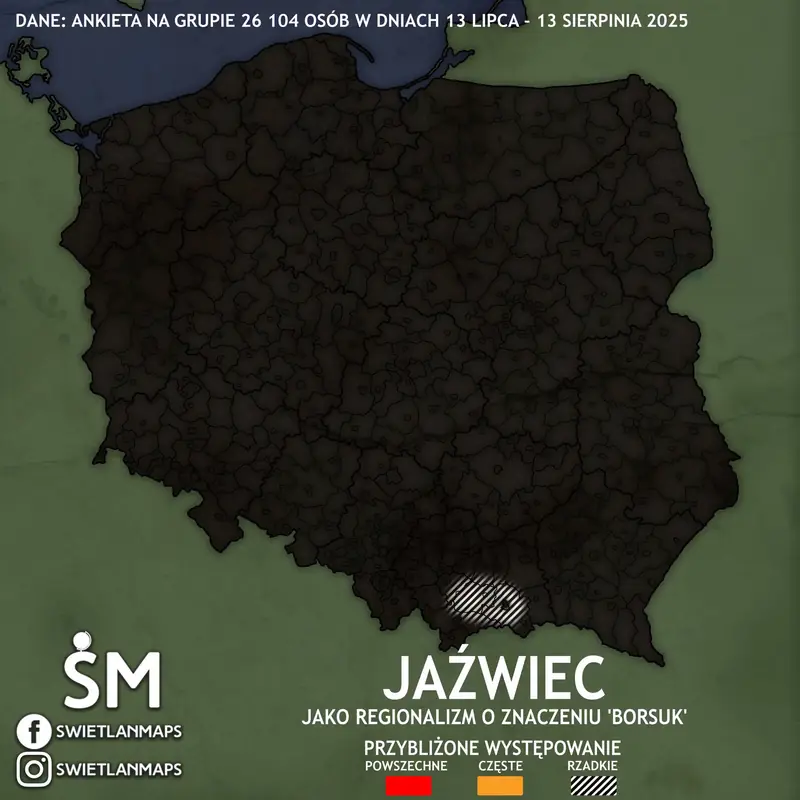 DANE: ANKIETA NA GRUPIE 26 104 OSÓB W DNIACH 13 LIPCA - 13 SIERPINIA 2025
ŚM
SWIETLANMAPS
SWIETLANMAPS
JAŹWIEC
JAKO REGIONALIZM O ZNACZENIU 'BORSUK'
PRZYBLIŻONE WYSTĘPOWANIE
POWSZECHNE CZĘSTE RZADKIE